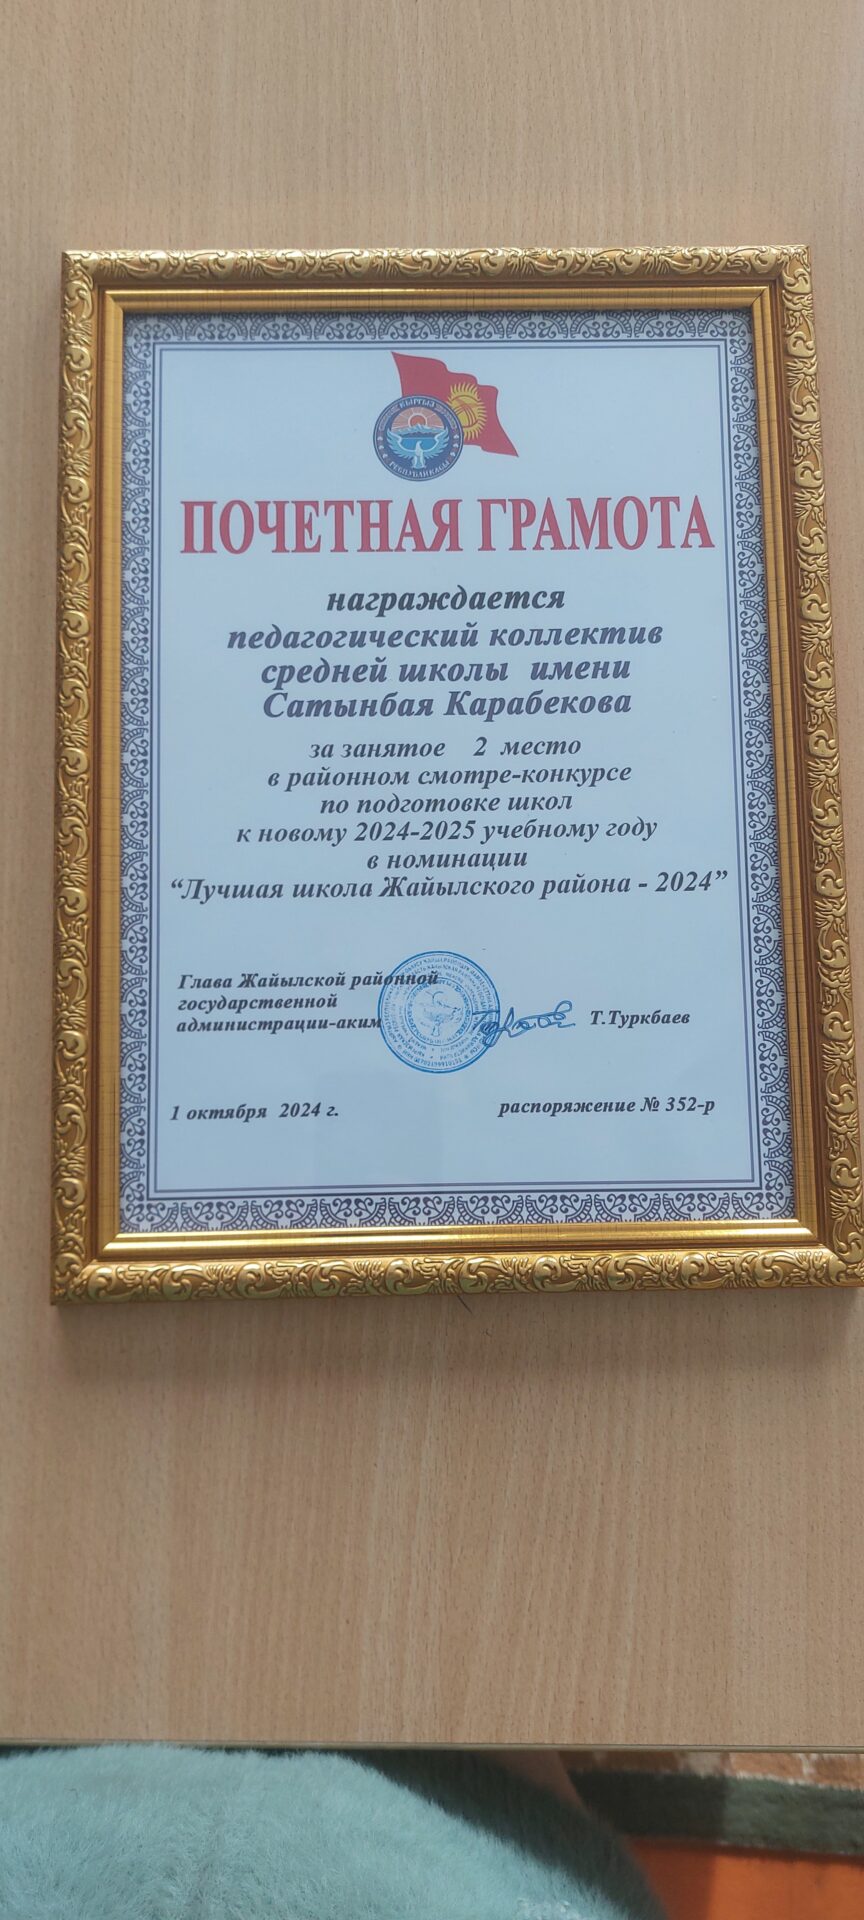 КЫРГЫЗ
РЕСПУБЛИКАСЫ
ПОЧЕТНАЯ ГРАМОТА
награждается
педагогический коллектив
средней школы имени
Сатынбая Карабекова
за занятое 2 место
в районном смотре-конкурсе
по подготовке школ
к новому 2024-2025 учебному году
в номинации
“Лучшая школа Жайылского района - 2024”
Глава Жайылской районной
государственной
администрации-аким
Т.Туркбаев
1 октября 2024 г.
распоряжение № 352-р